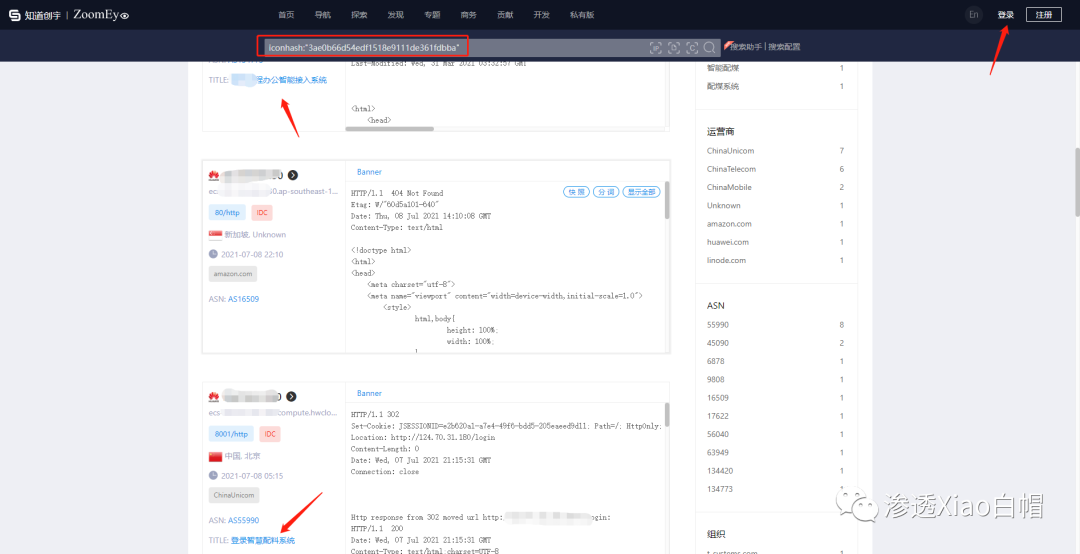 知道创宇 | ZoomEye
首页 导航 探索 发现 专题 商务 贡献 开发 私有版
En 登录 注册
iconhash:"3ae0b66d54edf1518e9111de361fdbba"
搜索助手 | 搜索配置
Last-Modified: Wed, 31 Mar 2021 03:32:57 GMT
TITLE: 程办公智能接入系统
<html>
<head>
Banner
0.ap-southeast-1...
80/http IDC
新加坡, Unknown
2021-07-08 22:10
amazon.com
ASN: AS16509
快照 分词 显示全部
HTTP/1.1 404 Not Found
Etag: W/"60d5a101-640"
Date: Thu, 08 Jul 2021 14:10:08 GMT
Content-Type: text/html
<!doctype html>
<html>
<head>
<meta charset="utf-8">
<meta name="viewport" content="width=device-width,initial-scale=1.0">
<style>
html,body{
height: 100%;
width: 100%;
}
Banner
ecs- compute.hwclo...
8001/http IDC
中国, 北京
2021-07-08 05:15
ChinaUnicom
ASN: AS55990
TITLE: 登录智慧配料系统
HTTP/1.1 302
Set-Cookie: JSESSIONID=e2b620a1-a7e4-49f6-bdd5-205eaeed9d11; Path=/; HttpOnly;
Location: http://124.70.31.180/login
Content-Length: 0
Date: Wed, 07 Jul 2021 21:15:31 GMT
Connection: close
Http response from 302 moved url http: login:
HTTP/1.1 200
Date: Wed, 07 Jul 2021 21:15:31 GMT
Content-Type: text/html;charset=UTF-8
智能配煤 1
配煤系统 1
运营商
ChinaUnicom 7
ChinaTelecom 6
ChinaMobile 2
Unknown 1
amazon.com 1
huawei.com 1
linode.com 1
ASN
55990 8
45090 2
6878 1
9808 1
16509 1
17622 1
56040 1
63949 1
134420 1
134773 1
组织
t-systems.com
渗透Xiao白帽